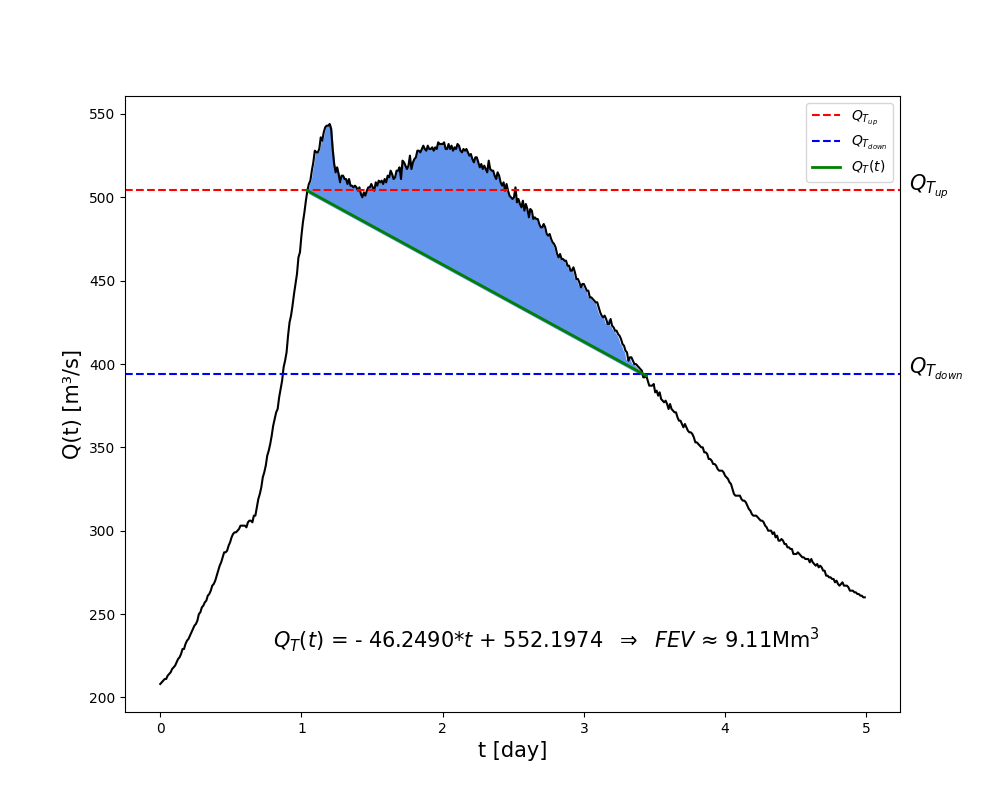 550
500
450
400
350
300
250
200
Q(t) [m³/s]
0 1 2 3 4 5
t [day]
Q_{T_{up}}
Q_{T_{down}}
Q_T(t)
Q_{T_{up}}
Q_{T_{down}}
Q_T(t) = - 46.2490*t + 552.1974 ⇒ FEV ≈ 9.11Mm³